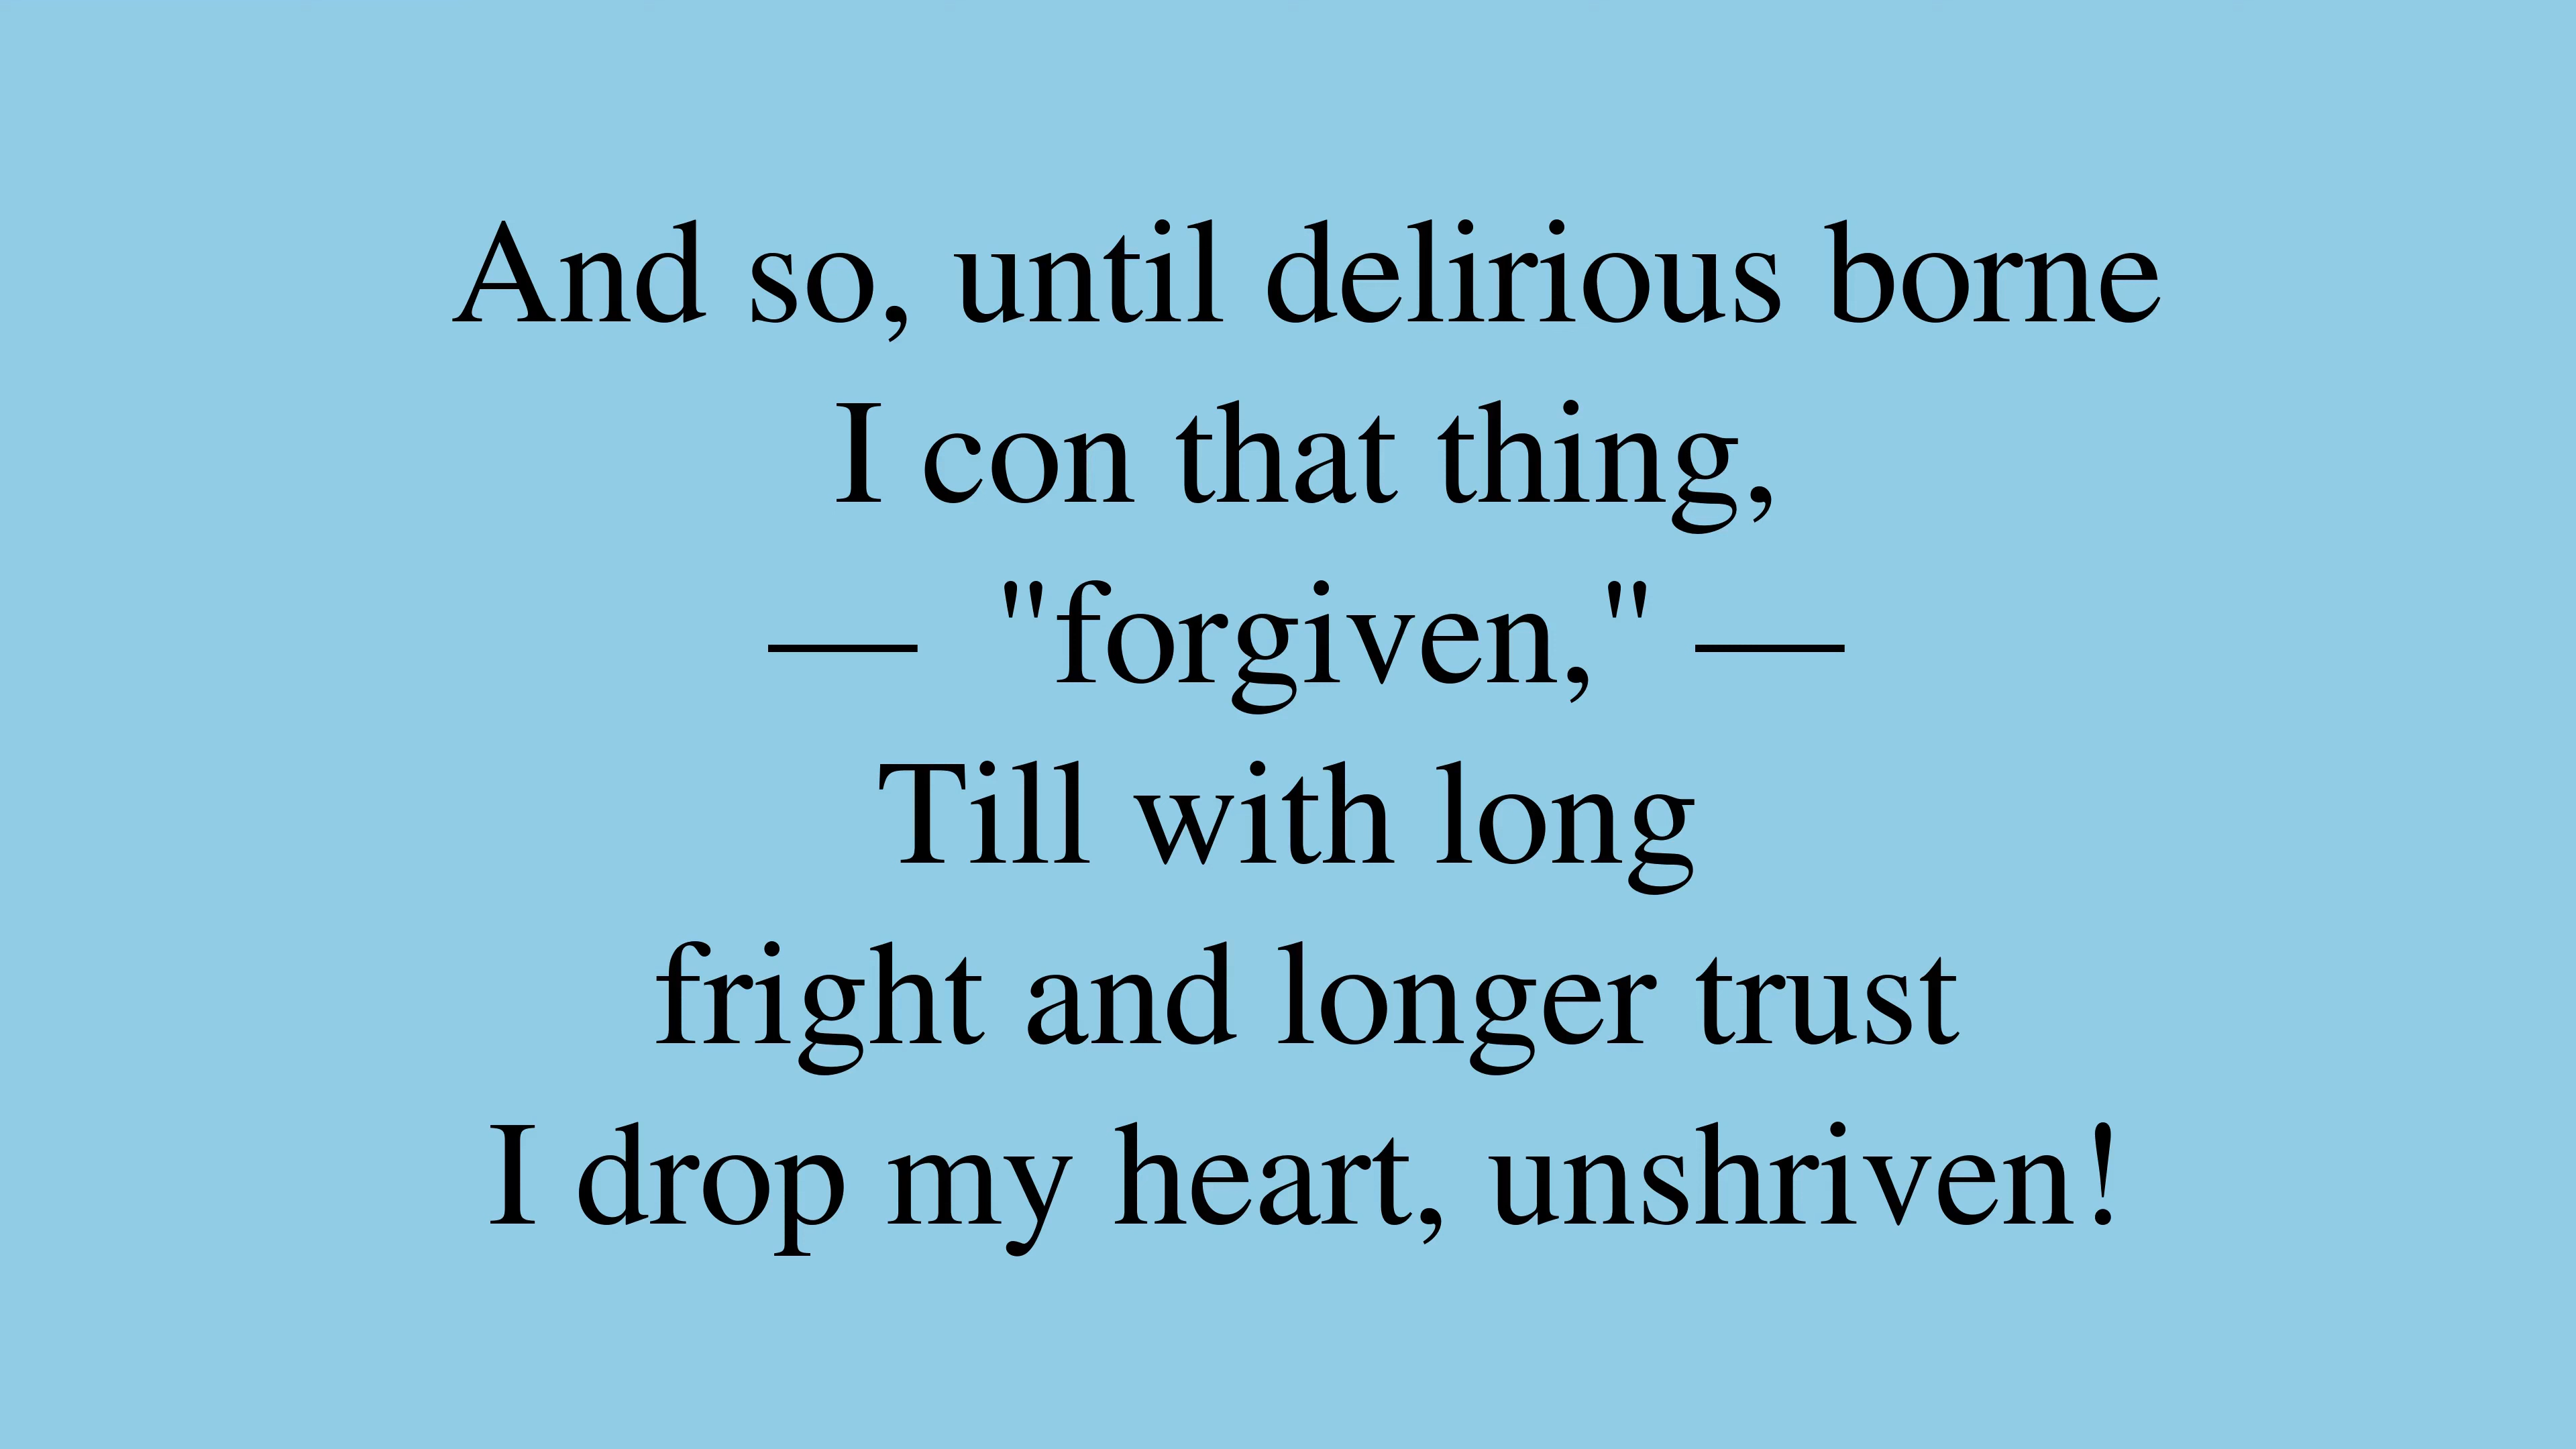 And so, until delirious borne
I con that thing,
—  "forgiven," —
Till with long
fright and longer trust
I drop my heart, unshriven!